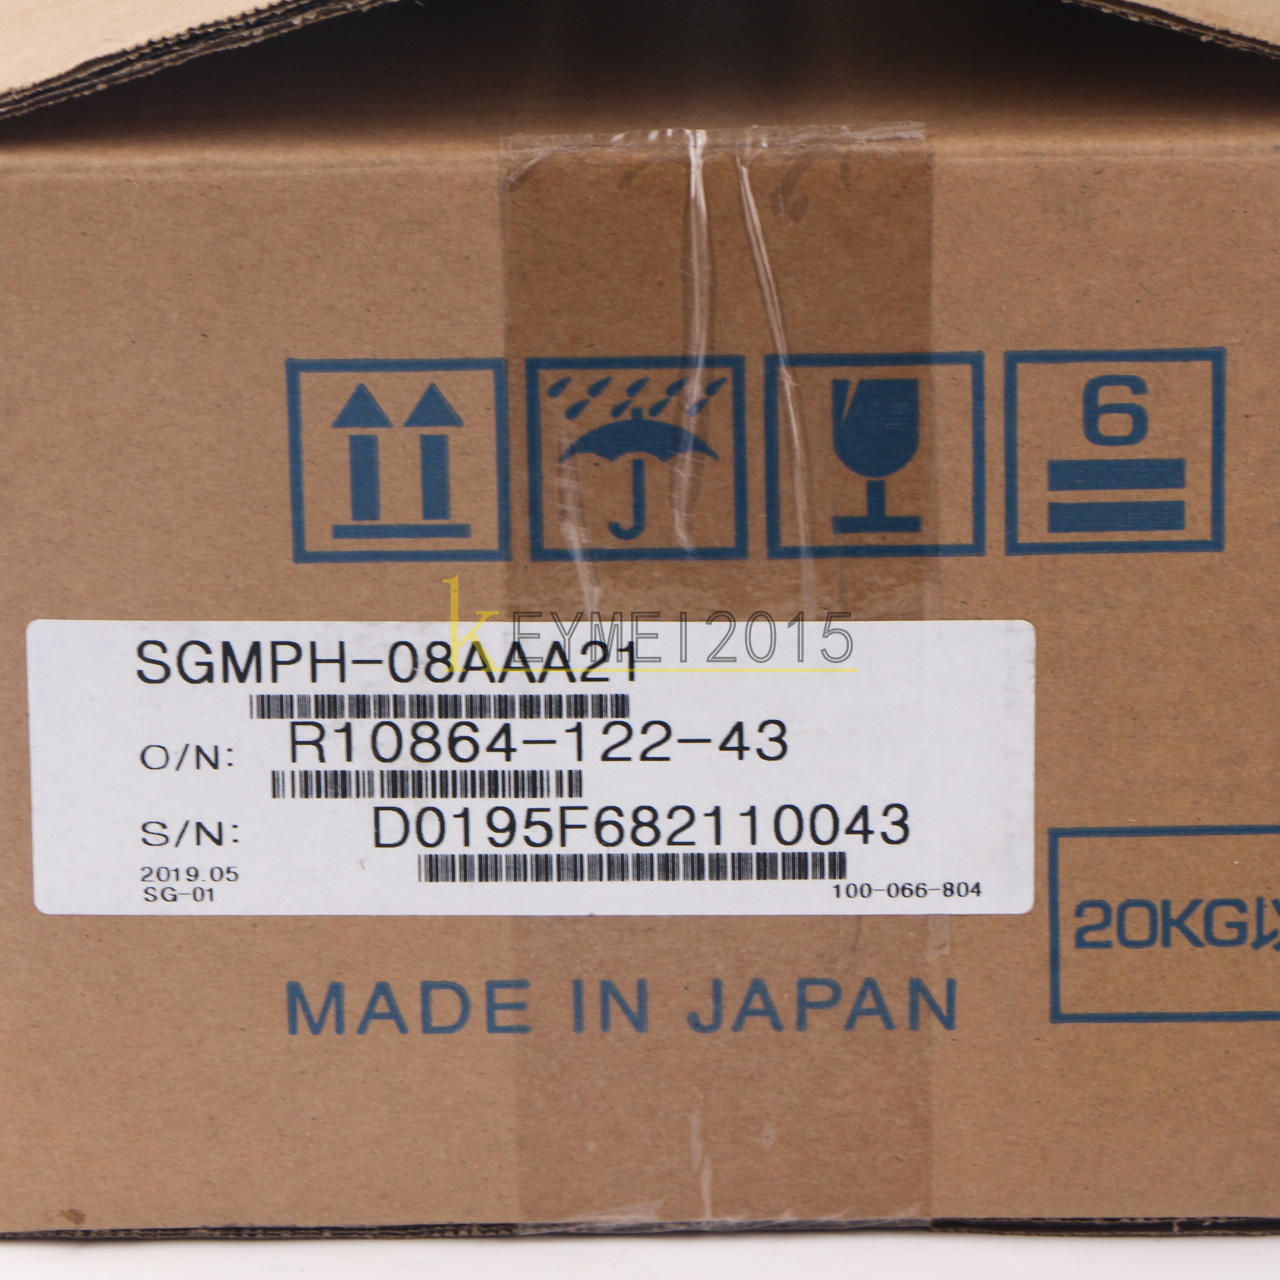 6
KEYMEI2015
SGMPH-08AAA21
O/N: R10864-122-43
S/N: D0195F682110043
2019.05
SG-01
100-066-804
20KG以
MADE IN JAPAN